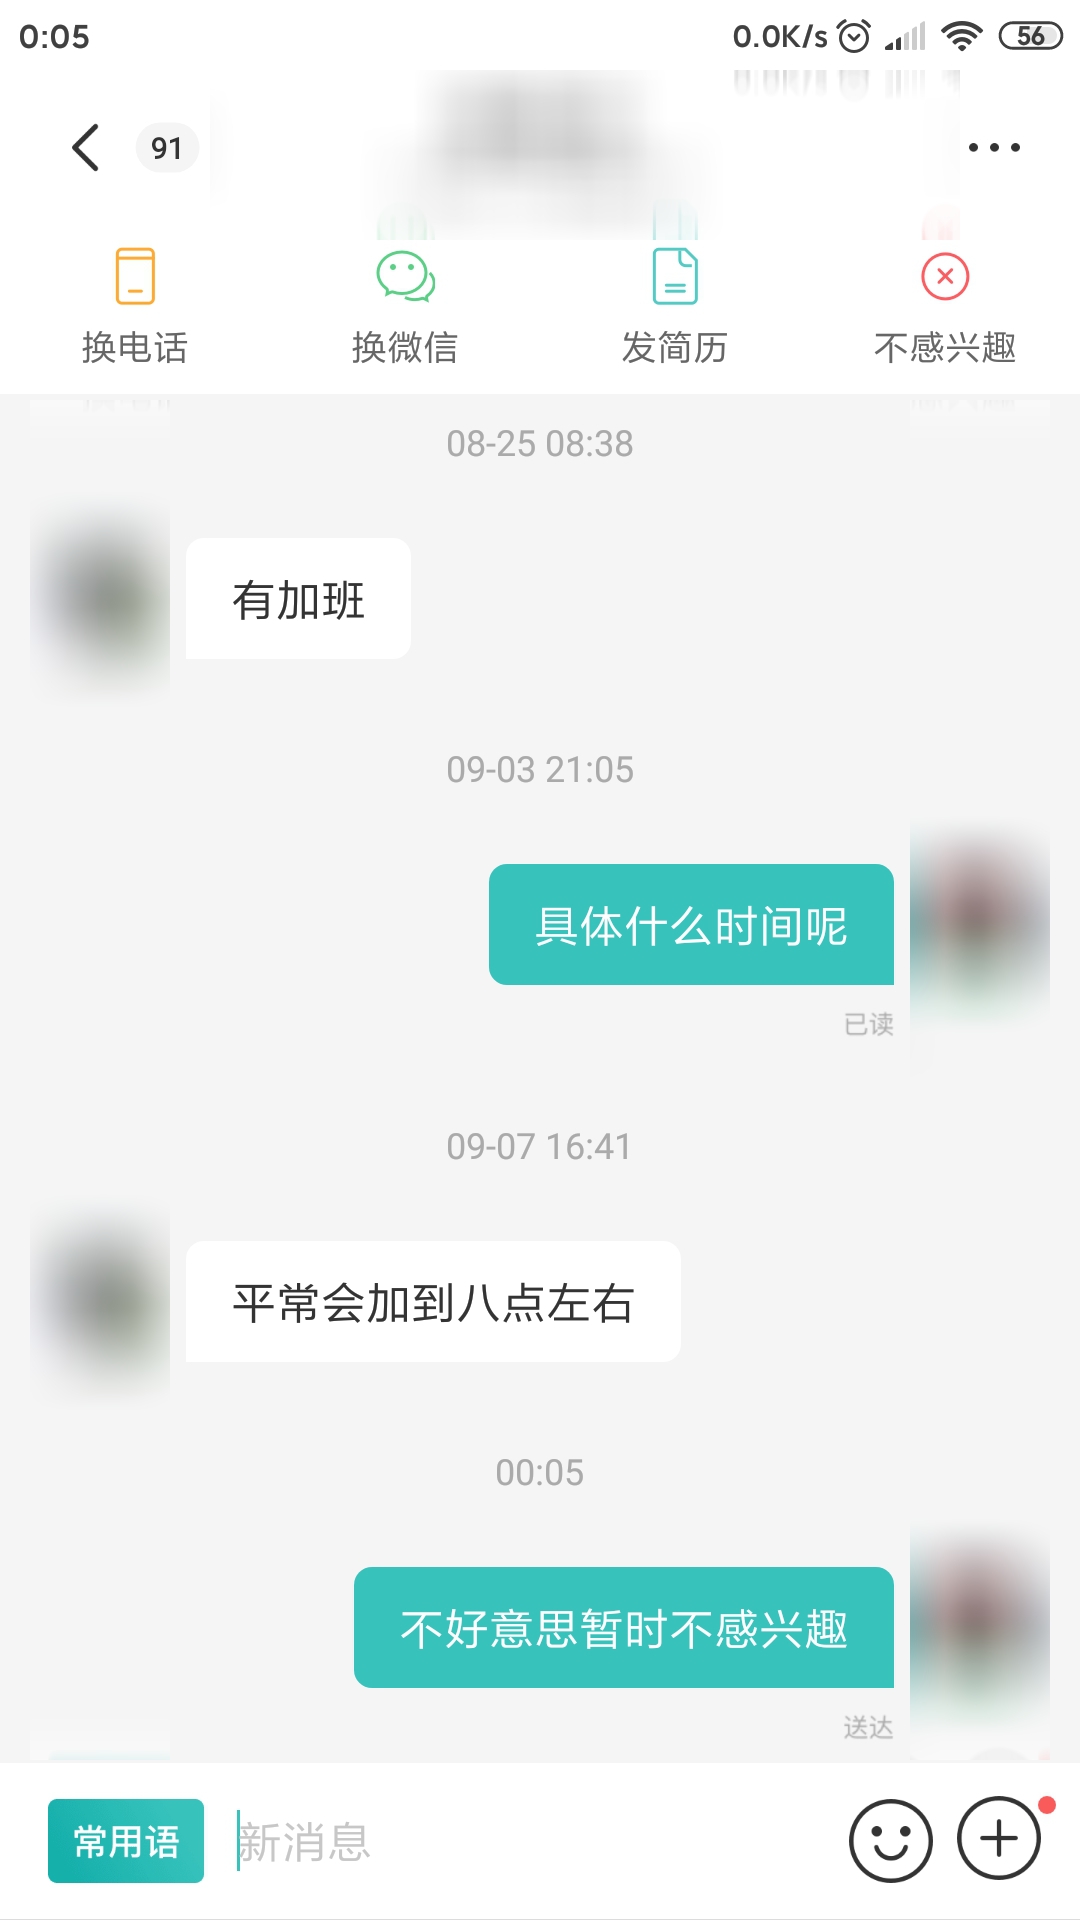 0:05 0.0K/s 56
91
换电话 换微信 发简历 不感兴趣
08-25 08:38
有加班
09-03 21:05
具体什么时间呢
已读
09-07 16:41
平常会加到八点左右
00:05
不好意思暂时不感兴趣
送达
常用语 新消息